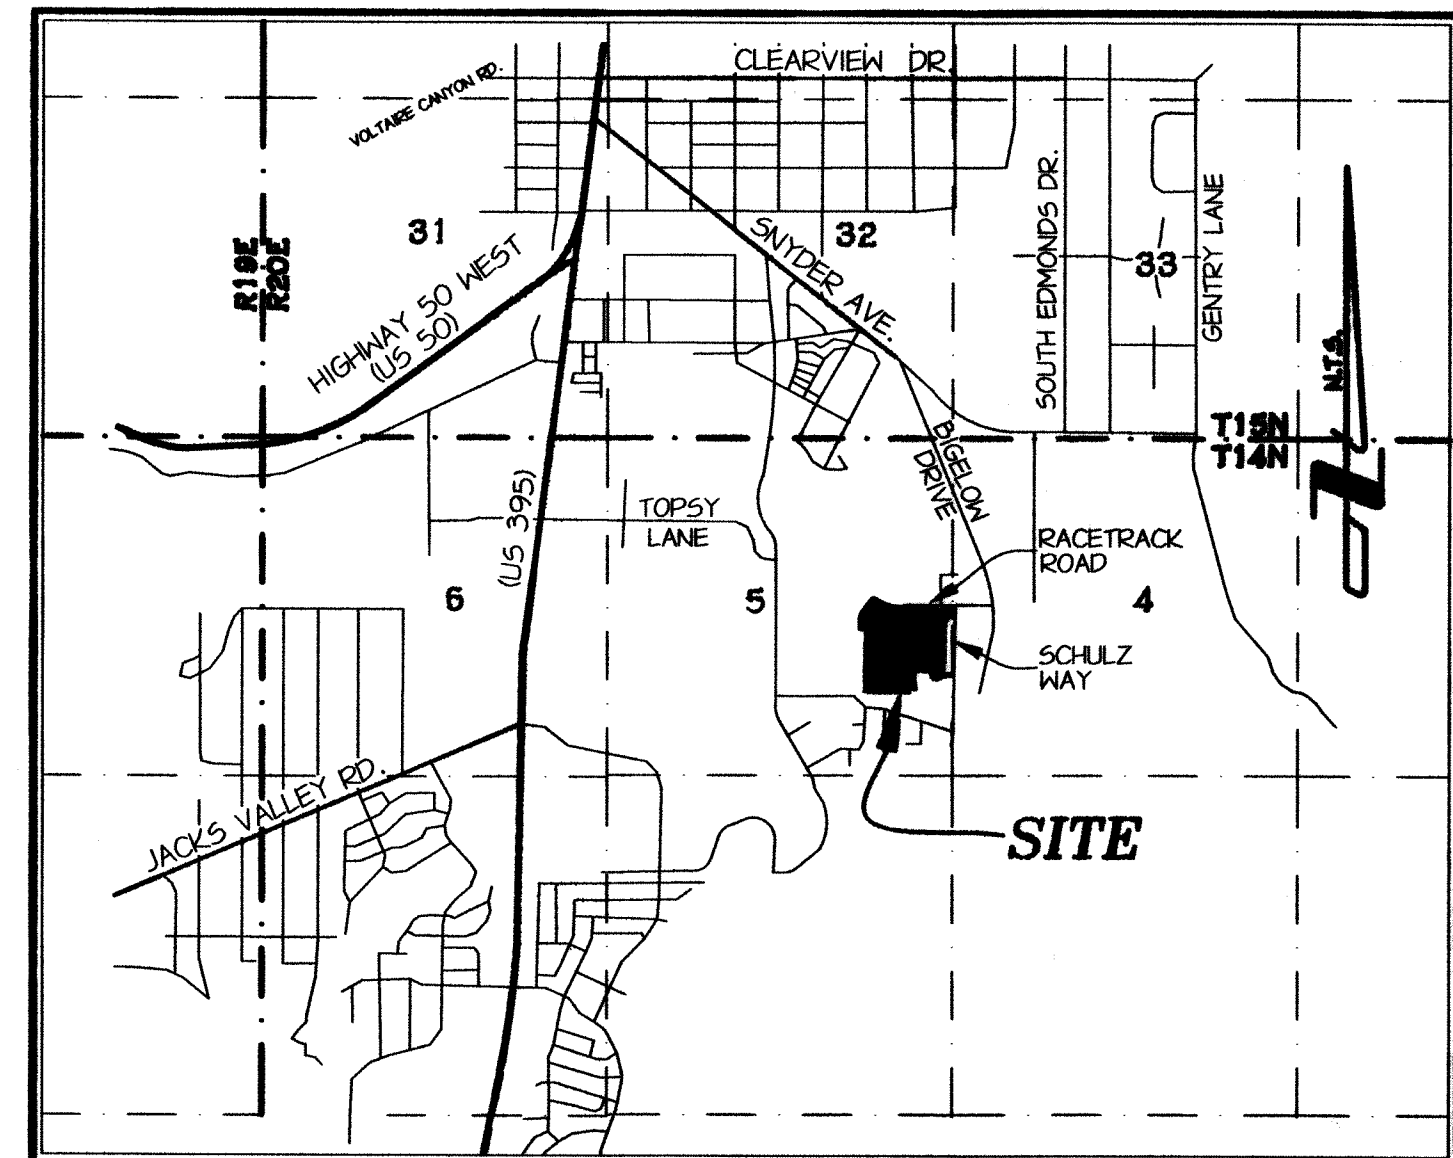 CLEARVIEW DR.
VOLTAIRE CANYON RD.
31
SNYDER AVE.
32
SOUTH EDMONDS DR.
33
GENTRY LANE
R19E
R20E
HIGHWAY 50 WEST
(US 50)
N.T.S.
T15N
T14N
Z
BIGELOW
DRIVE
(US 395)
TOPSY
LANE
RACETRACK
ROAD
6
5
4
SCHULZ
WAY
JACKS VALLEY RD.
SITE